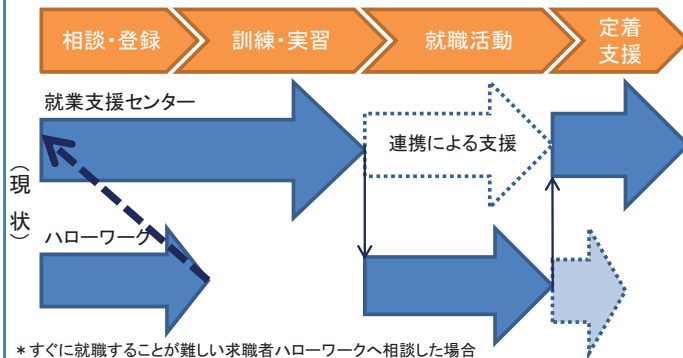 相談・登録
訓練・実習
就職活動
定着
支援
就業支援センター
連携による支援
(現状)
ハローワーク
*すぐに就職することが難しい求職者ハローワークへ相談した場合